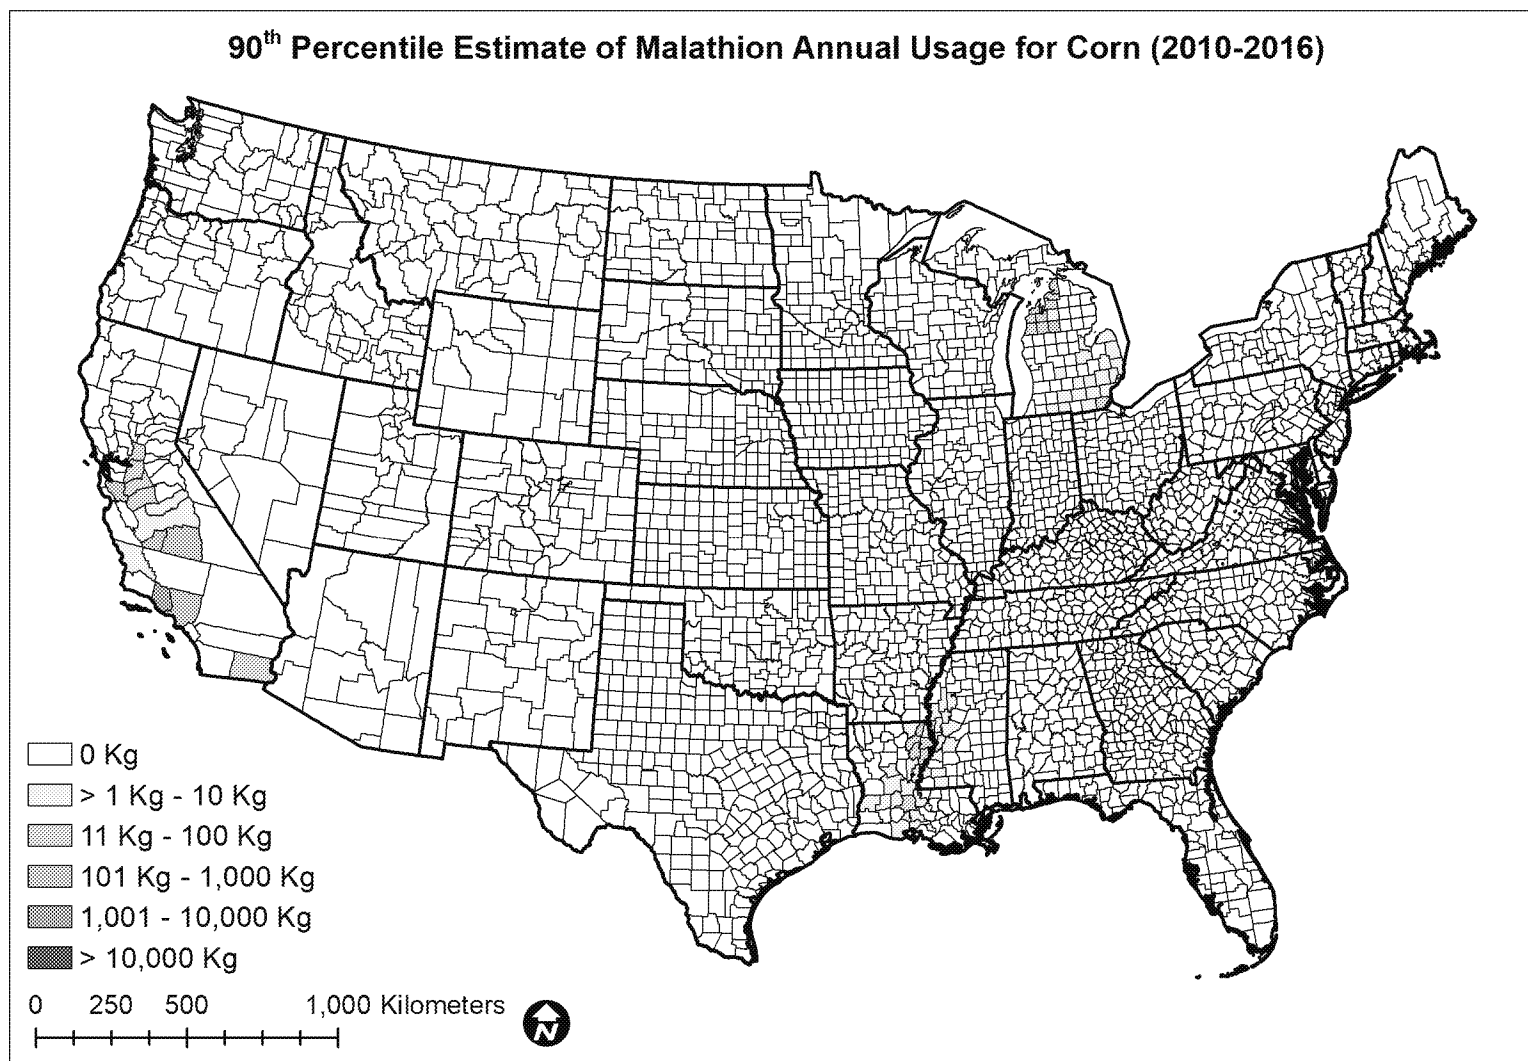 90th Percentile Estimate of Malathion Annual Usage for Corn (2010-2016)
0 Kg
> 1 Kg - 10 Kg
11 Kg - 100 Kg
101 Kg - 1,000 Kg
1,001 - 10,000 Kg
> 10,000 Kg
0 250 500 1,000 Kilometers
N